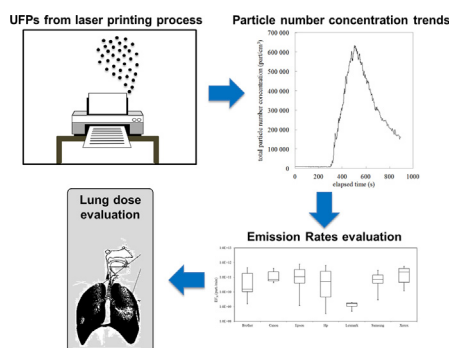 UFPs from laser printing process
Particle number concentration trends
total particle number concentration (part/cm³)
700 000
600 000
500 000
400 000
300 000
200 000
100 000
0
0 200 400 600 800 1000
elapsed time (s)
Lung dose
evaluation
Emission Rates evaluation
Brother Canon Epson Hp Lexmark Samsung Xerox